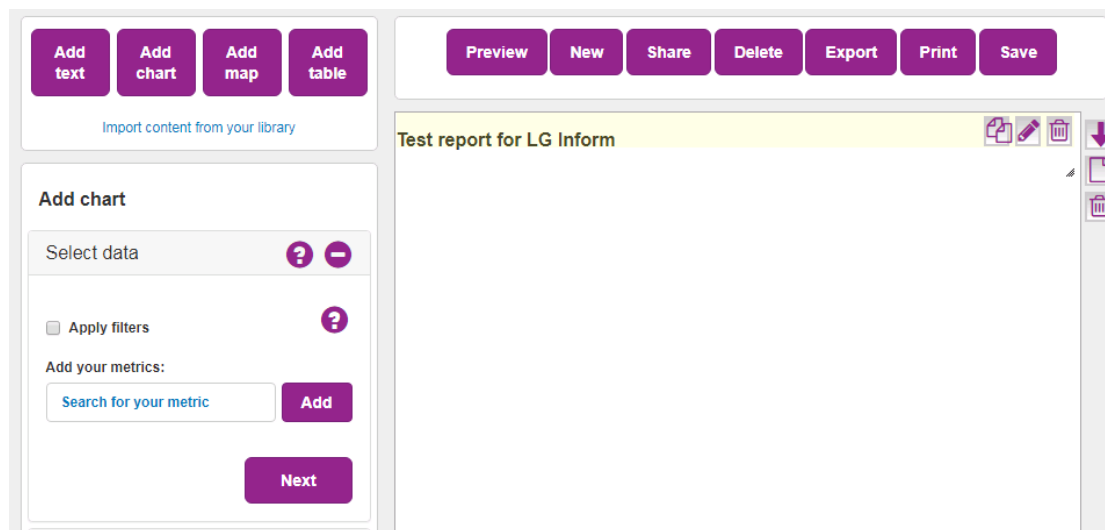 Add text
Add chart
Add map
Add table
Import content from your library
Preview
New
Share
Delete
Export
Print
Save
Test report for LG Inform
Add chart
Select data
?
Apply filters
?
Add your metrics:
Search for your metric
Add
Next